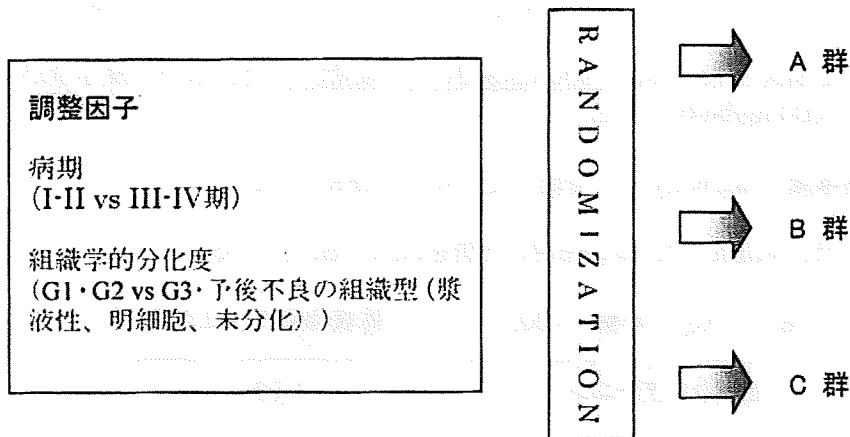 調整因子
病期
(I-II vs III-IV期)
組織学的分化度
(G1・G2 vs G3・予後不良の組織型(漿
液性、明細胞、未分化))
RANDOMIZATION
A 群
B 群
C 群